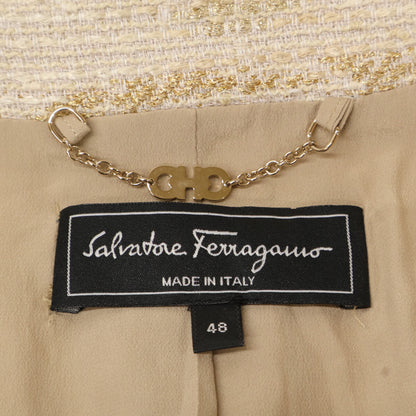 Salvatore Ferragamo
MADE IN ITALY
48